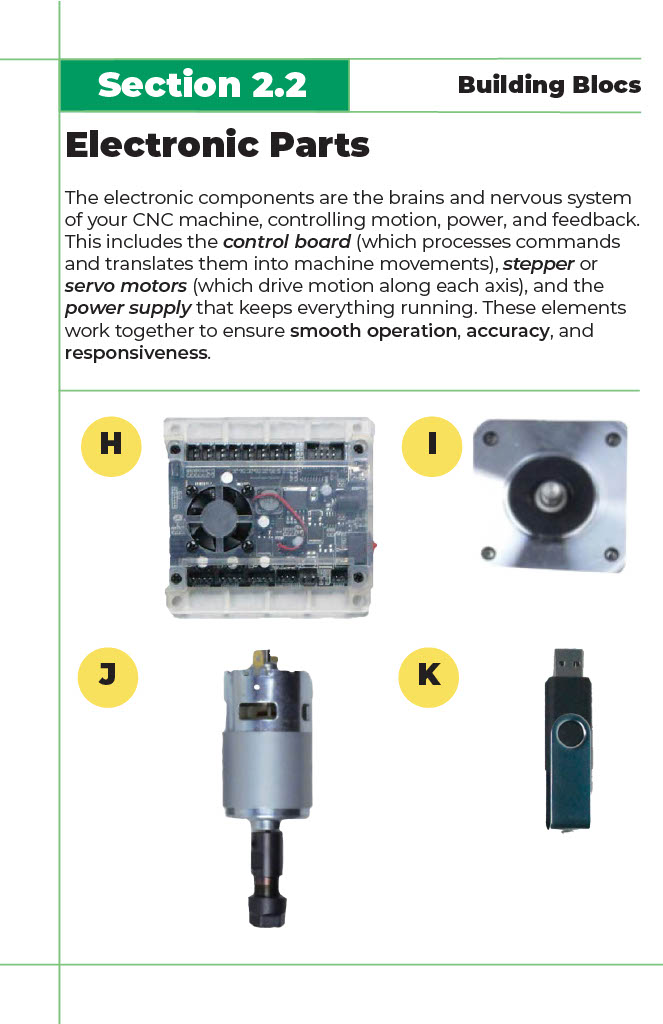 Section 2.2
Building Blocs
Electronic Parts
The electronic components are the brains and nervous system
of your CNC machine, controlling motion, power, and feedback.
This includes the control board (which processes commands
and translates them into machine movements), stepper or
servo motors (which drive motion along each axis), and the
power supply that keeps everything running. These elements
work together to ensure smooth operation, accuracy, and
responsiveness.
H
I
J
K